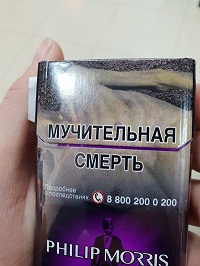 МУЧИТЕЛЬНАЯ
СМЕРТЬ
Подробнее
о последствиях 8 800 200 0 200
PHILIP MORRIS